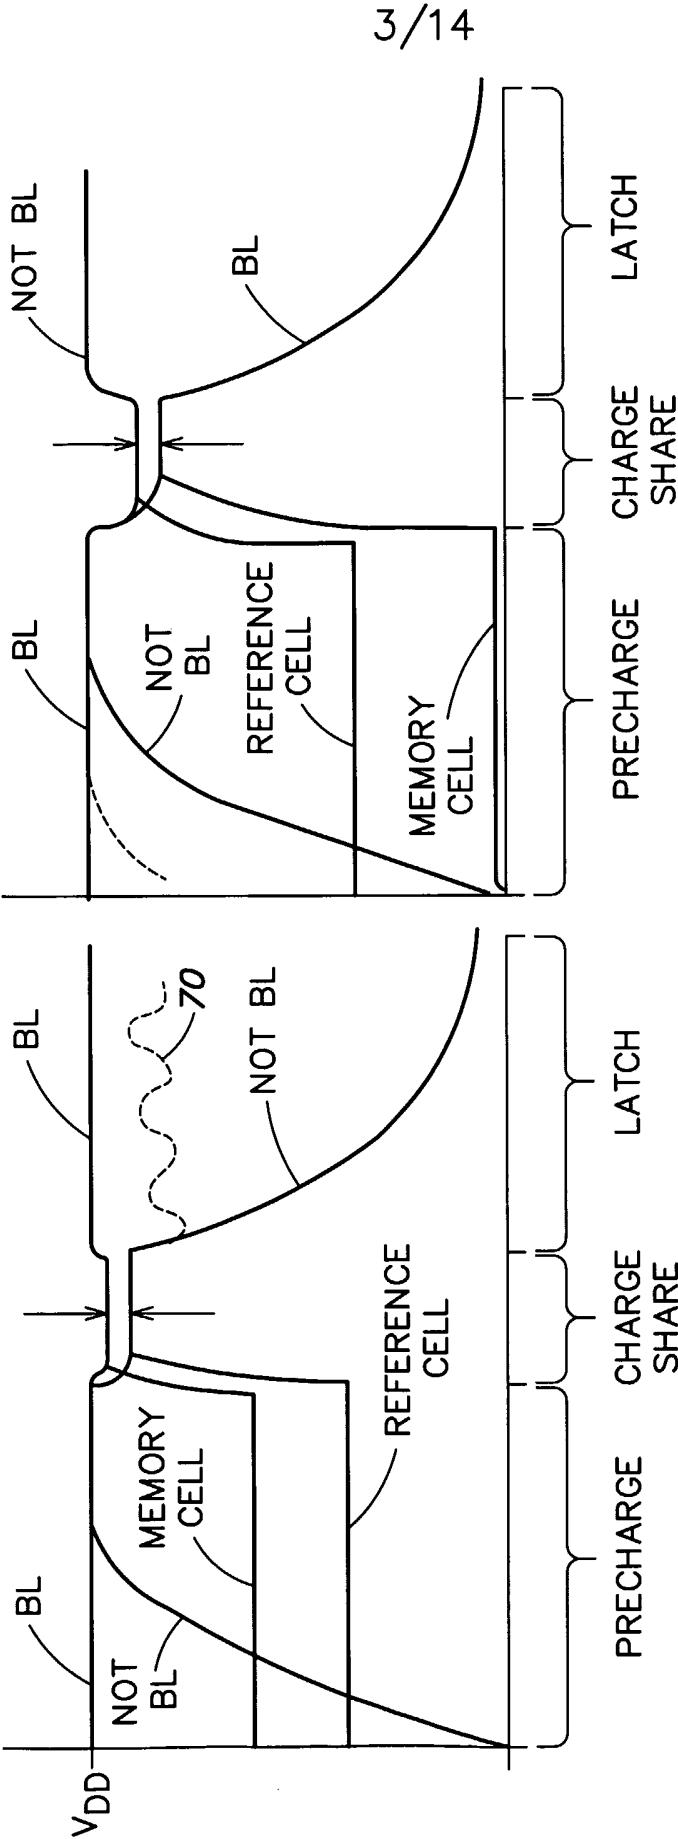 3/14
VDD
BL
NOT
BL
MEMORY
CELL
REFERENCE
CELL
BL
70
NOT BL
PRECHARGE
CHARGE
SHARE
LATCH
BL
NOT
BL
REFERENCE
CELL
MEMORY
CELL
NOT BL
BL
PRECHARGE
CHARGE
SHARE
LATCH